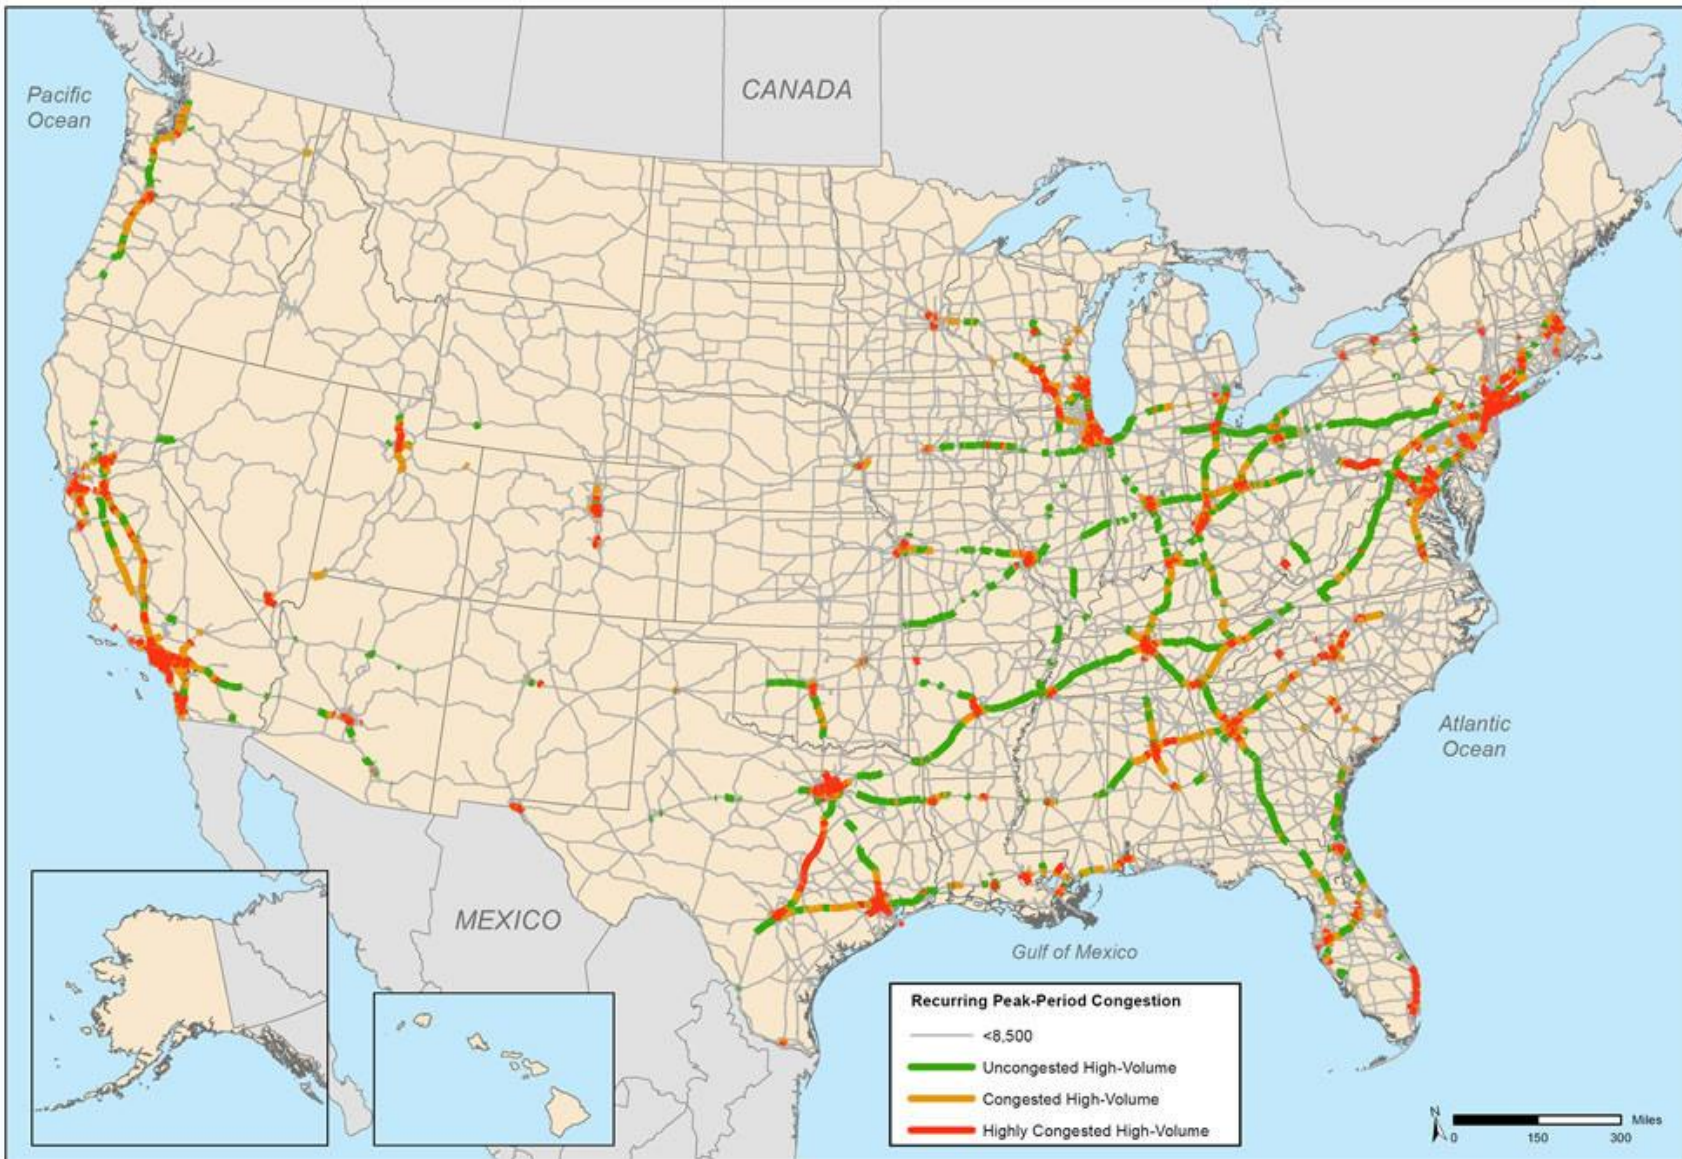 Pacific
Ocean
CANADA
Atlantic
Ocean
MEXICO
Gulf of Mexico
Recurring Peak-Period Congestion
<8,500
Uncongested High-Volume
Congested High-Volume
Highly Congested High-Volume
N
Miles
0 150 300